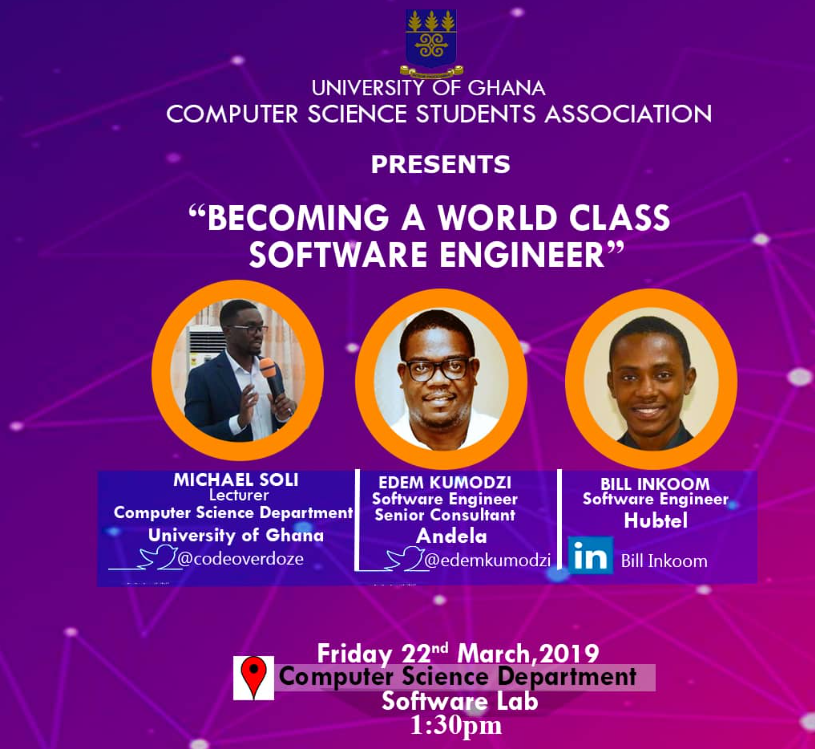 UNIVERSITY OF GHANA
COMPUTER SCIENCE STUDENTS ASSOCIATION
PRESENTS
“BECOMING A WORLD CLASS
SOFTWARE ENGINEER”
MICHAEL SOLI
Lecturer
Computer Science Department
University of Ghana
@codeoverdoze
EDEM KUMODZI
Software Engineer
Senior Consultant
Andela
@edemkumodzi
BILL INKOOM
Software Engineer
Hubtel
in Bill Inkoom
Friday 22nd March,2019
Computer Science Department
Software Lab
1:30pm